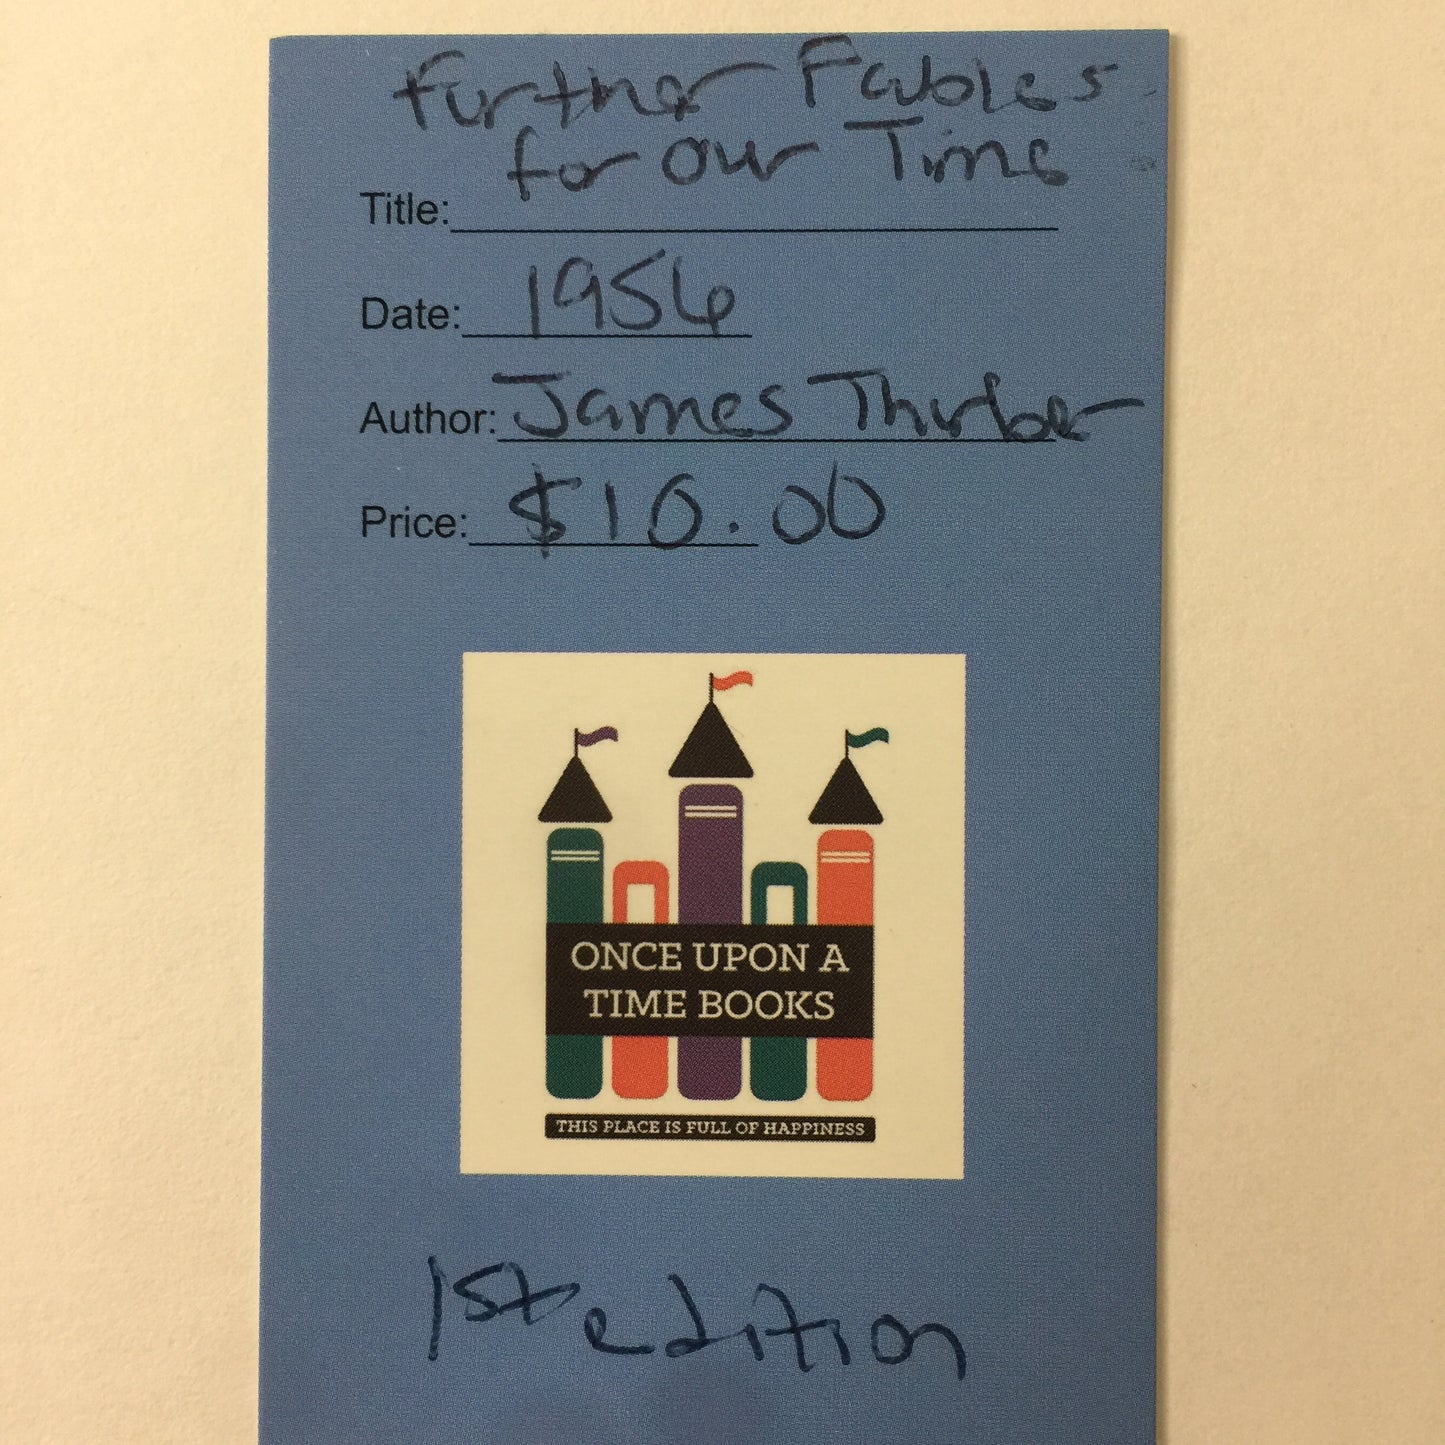 Further Fables
for Our Time
Title:
Date: 1956
Author: James Thurber
Price: $10.00
ONCE UPON A
TIME BOOKS
THIS PLACE IS FULL OF HAPPINESS
1st edition